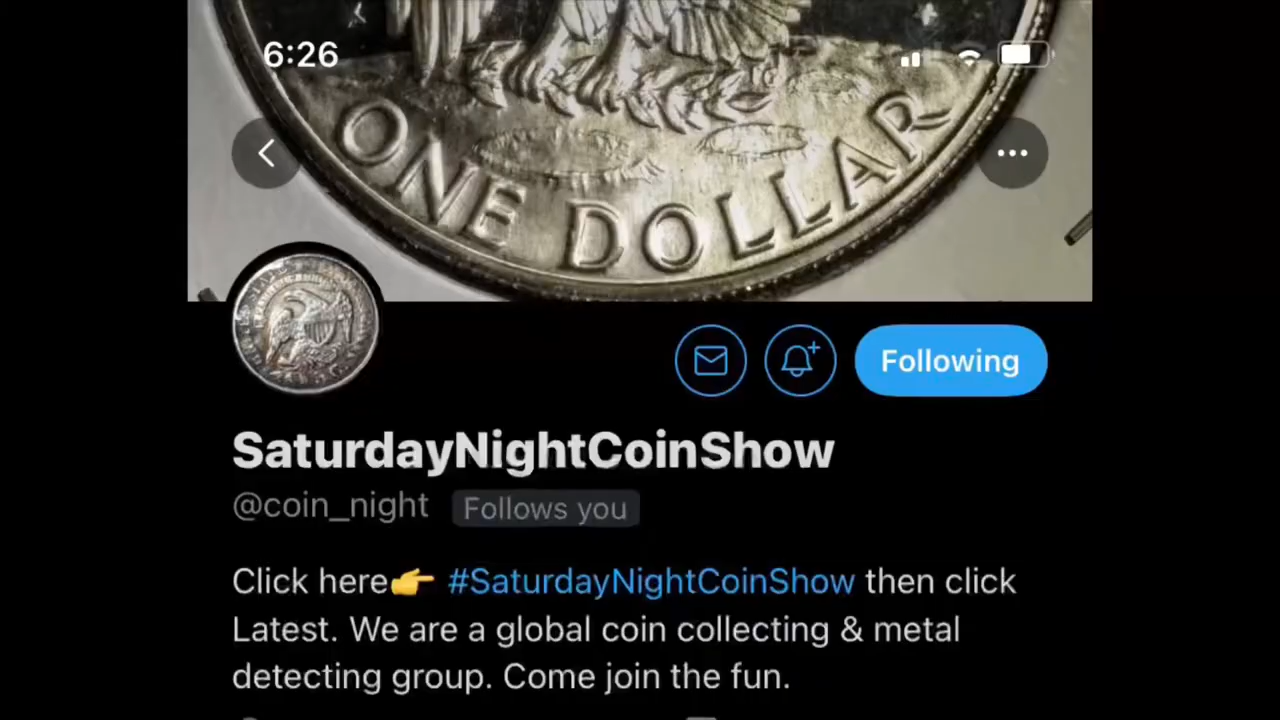 6:26
ONE DOLLAR
Following
SaturdayNightCoinShow
@coin_night Follows you
Click here👉 #SaturdayNightCoinShow then click
Latest. We are a global coin collecting & metal
detecting group. Come join the fun.